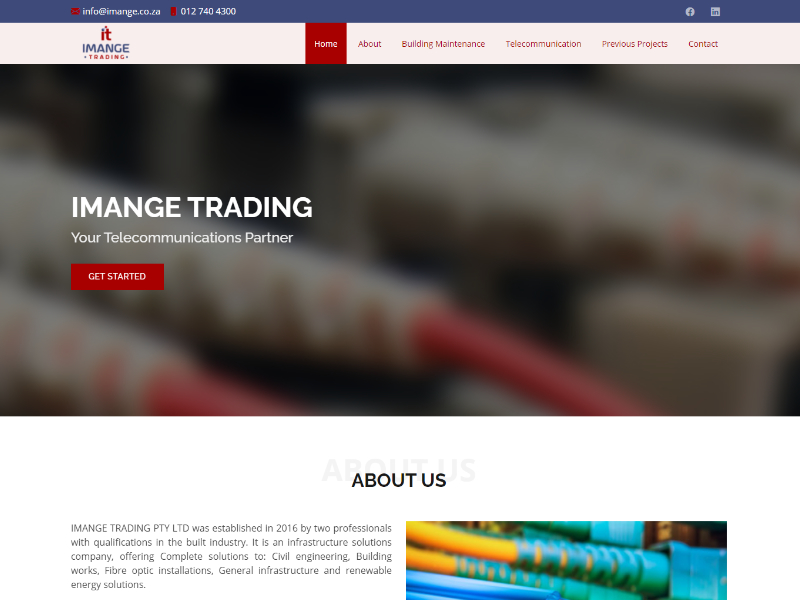 info@imange.co.za 012 740 4300
it
IMANGE
• TRADING •
Home About Building Maintenance Telecommunication Previous Projects Contact
IMANGE TRADING
Your Telecommunications Partner
GET STARTED
ABOUT US
ABOUT US
IMANGE TRADING PTY LTD was established in 2016 by two professionals
with qualifications in the built industry. It is an infrastructure solutions
company, offering Complete solutions to: Civil engineering, Building
works, Fibre optic installations, General infrastructure and renewable
energy solutions.